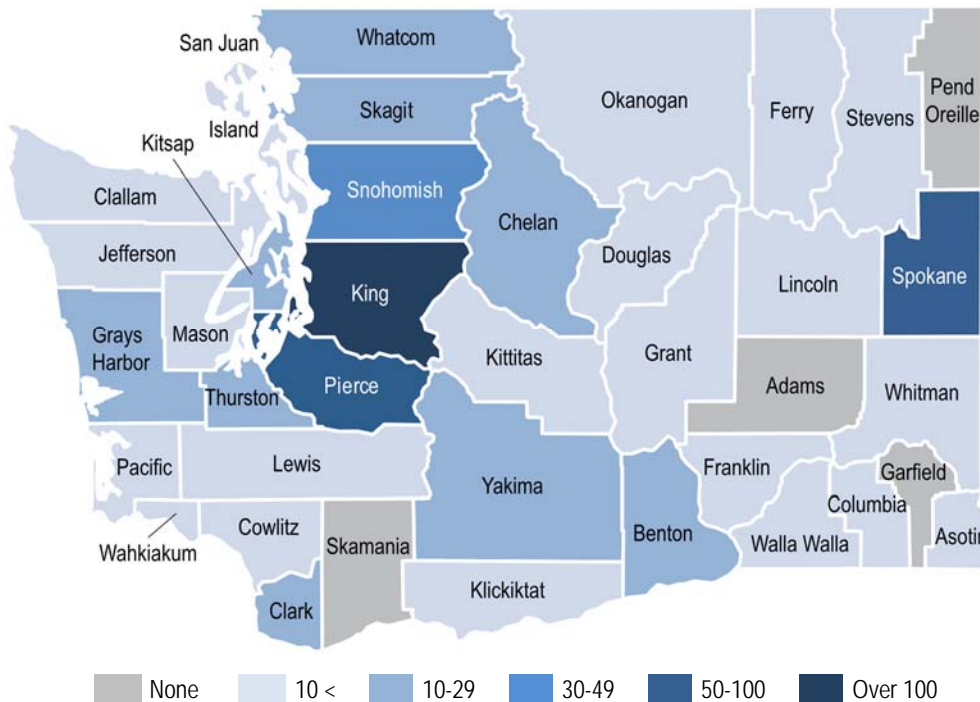 Whatcom
San Juan
Skagit
Island
Kitsap
Okanogan
Ferry
Stevens
Pend
Oreille
Clallam
Snohomish
Chelan
Jefferson
Douglas
Lincoln
Spokane
King
Mason
Grays
Harbor
Kittitas
Grant
Adams
Whitman
Thurston
Pierce
Pacific
Lewis
Yakima
Franklin
Garfield
Columbia
Wahkiakum
Cowlitz
Skamania
Benton
Walla Walla
Asotin
Clark
Klickiktat
None
10 <
10-29
30-49
50-100
Over 100